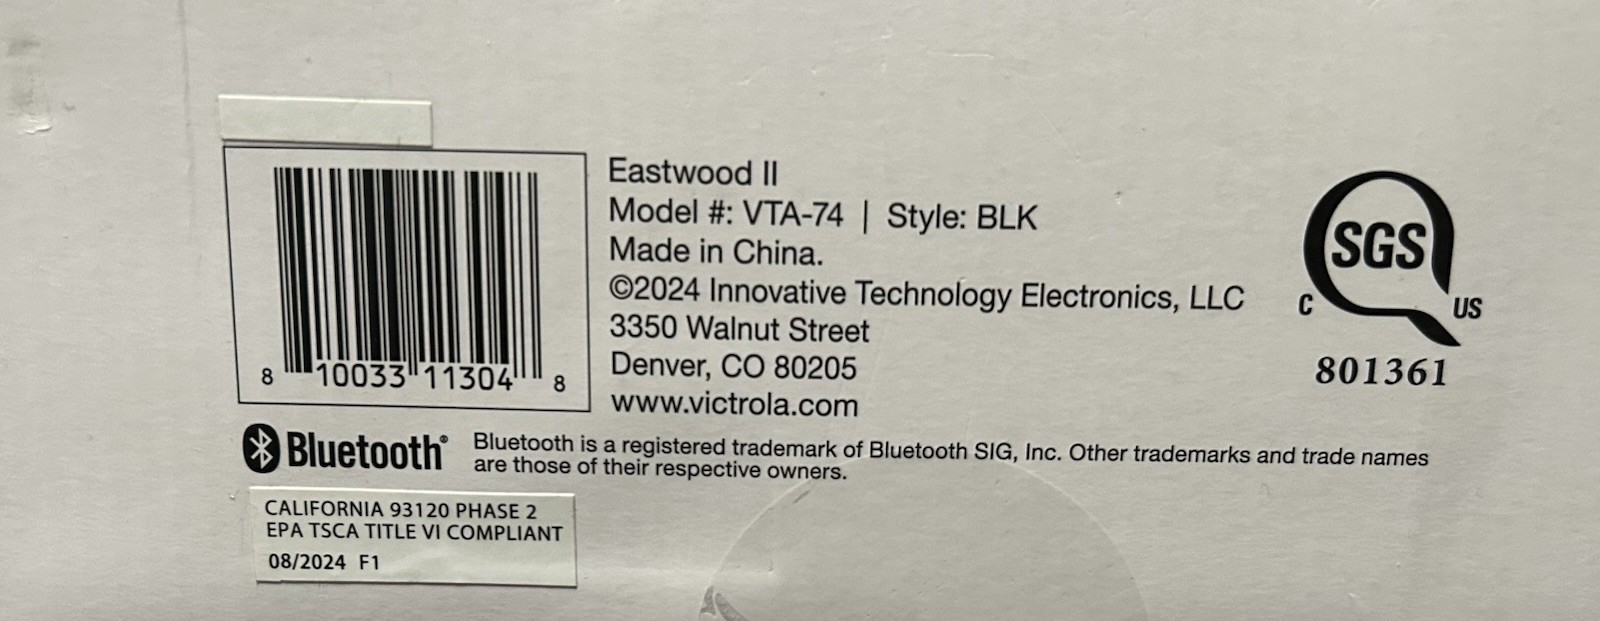 Eastwood II
Model #: VTA-74 | Style: BLK
Made in China.
©2024 Innovative Technology Electronics, LLC
3350 Walnut Street
Denver, CO 80205
www.victrola.com
8 10033 11304 8
SGS
C US
801361
Bluetooth®
Bluetooth is a registered trademark of Bluetooth SIG, Inc. Other trademarks and trade names
are those of their respective owners.
CALIFORNIA 93120 PHASE 2
EPA TSCA TITLE VI COMPLIANT
08/2024 F1